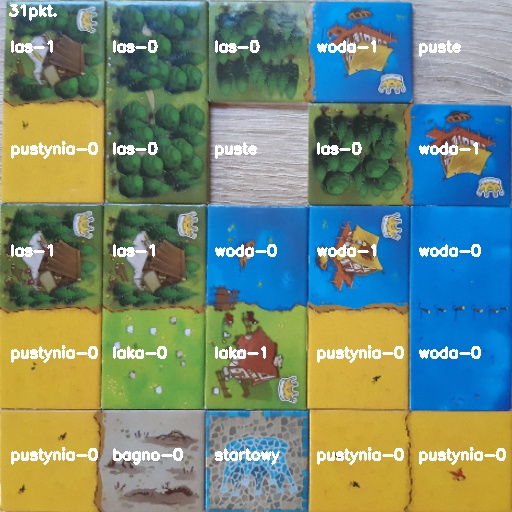 31pkt.
las-1 las-0 las-0 woda-1 puste
pustynia-0 las-0 puste las-0 woda-1
las-1 las-1 woda-0 woda-1 woda-0
pustynia-0 laka-0 laka-1 pustynia-0 woda-0
pustynia-0 bagno-0 startowy pustynia-0 pustynia-0